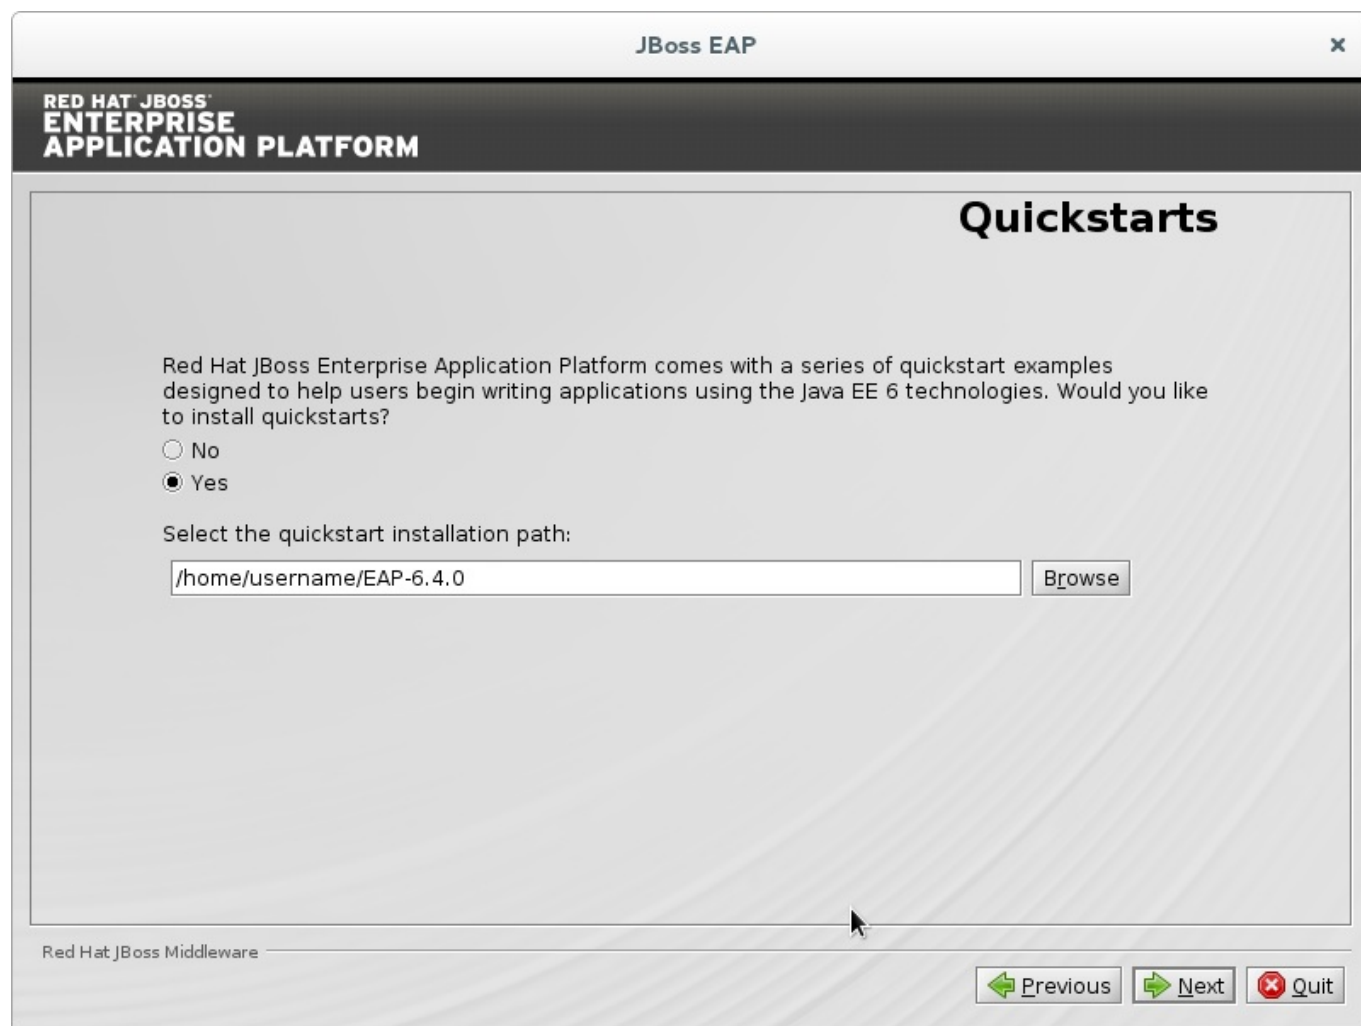 JBoss EAP
RED HAT JBOSS
ENTERPRISE
APPLICATION PLATFORM
Quickstarts
Red Hat JBoss Enterprise Application Platform comes with a series of quickstart examples
designed to help users begin writing applications using the Java EE 6 technologies. Would you like
to install quickstarts?
No
Yes
Select the quickstart installation path:
/home/username/EAP-6.4.0 Browse
Red Hat JBoss Middleware
Previous Next Quit